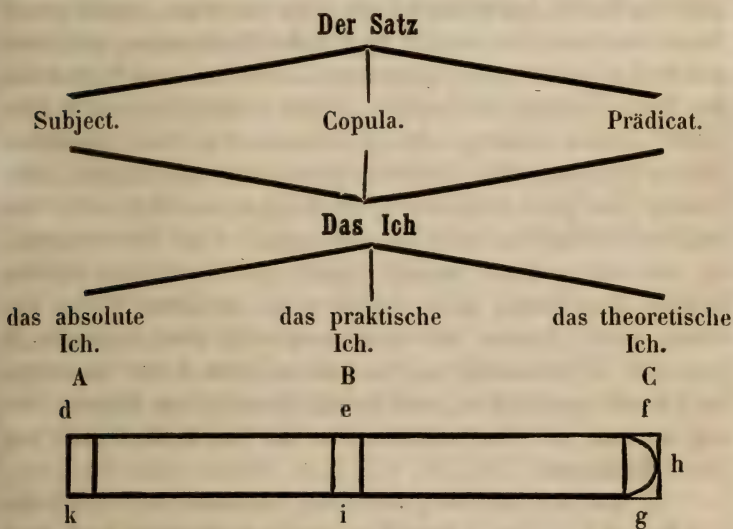 Der Satz
Subject. Copula. Prädicat.
Das Ich
das absolute das praktische das theoretische
Ich. Ich. Ich.
A B C
d e f
h
k i g